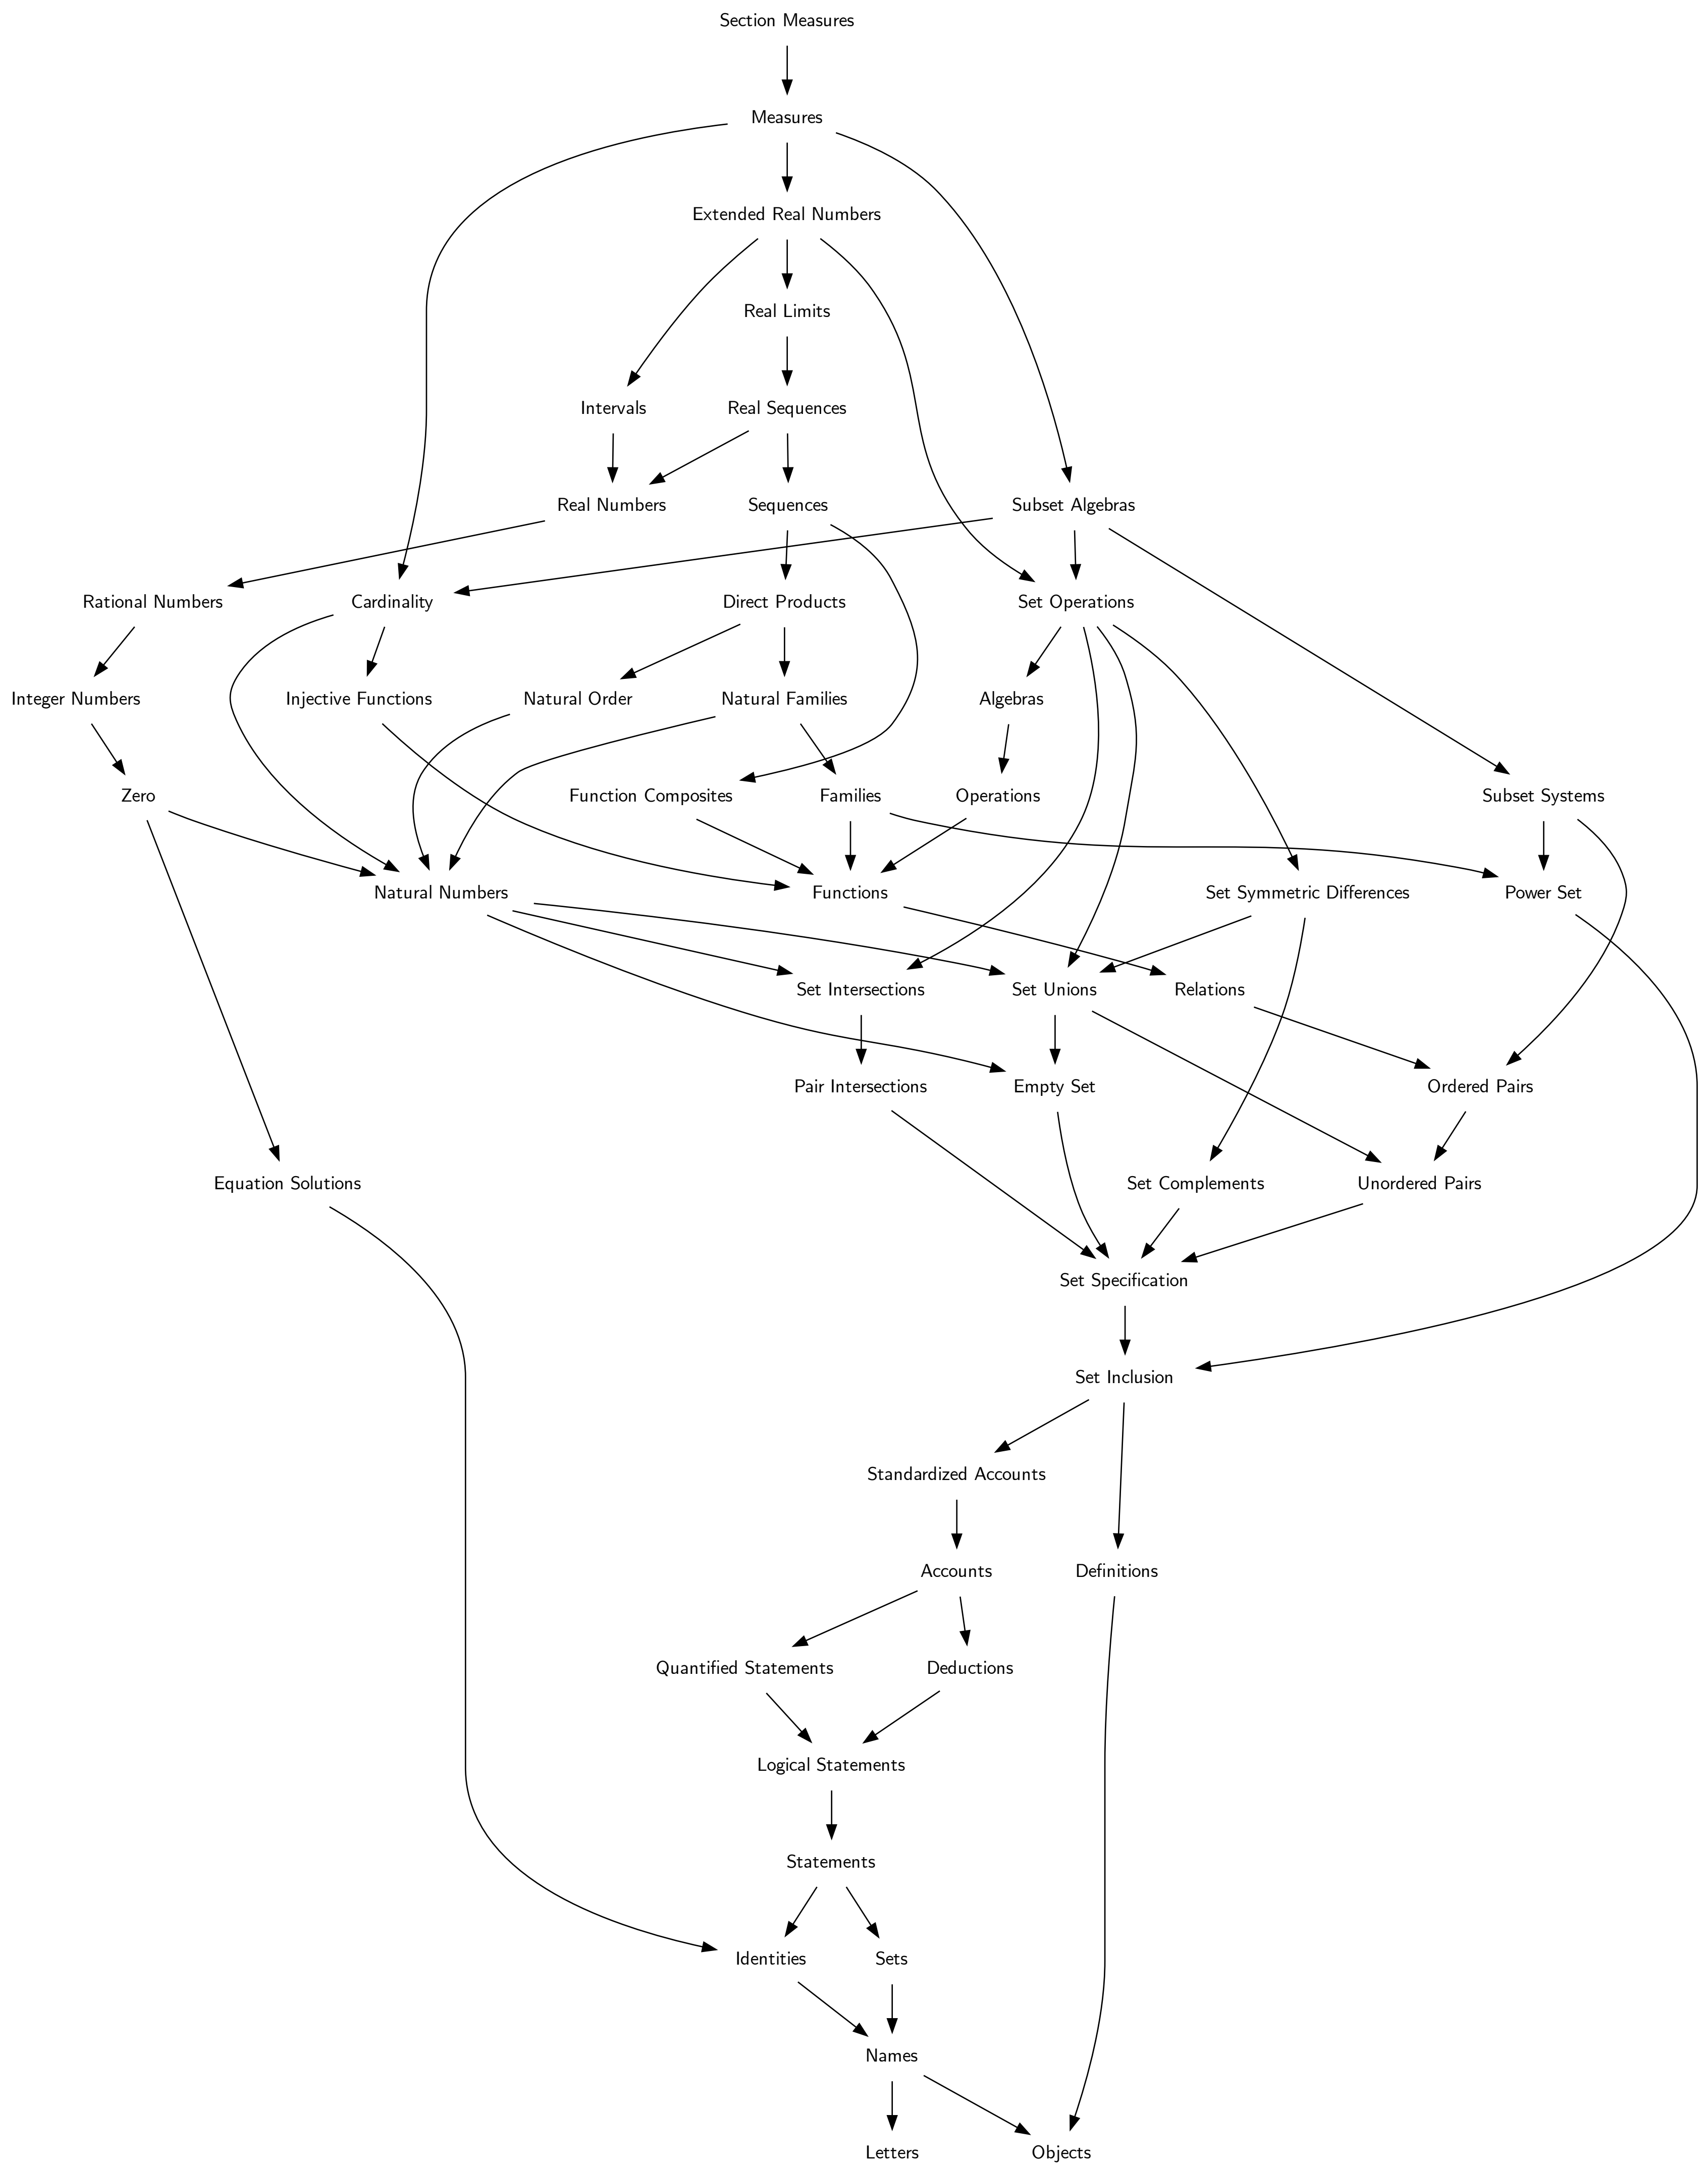 Section Measures
Measures
Extended Real Numbers
Real Limits
Intervals
Real Sequences
Real Numbers
Sequences
Subset Algebras
Rational Numbers
Cardinality
Direct Products
Set Operations
Integer Numbers
Injective Functions
Natural Order
Natural Families
Algebras
Zero
Function Composites
Families
Operations
Subset Systems
Natural Numbers
Functions
Set Symmetric Differences
Power Set
Set Intersections
Set Unions
Relations
Pair Intersections
Empty Set
Ordered Pairs
Equation Solutions
Set Complements
Unordered Pairs
Set Specification
Set Inclusion
Standardized Accounts
Accounts
Definitions
Quantified Statements
Deductions
Logical Statements
Statements
Identities
Sets
Names
Letters
Objects